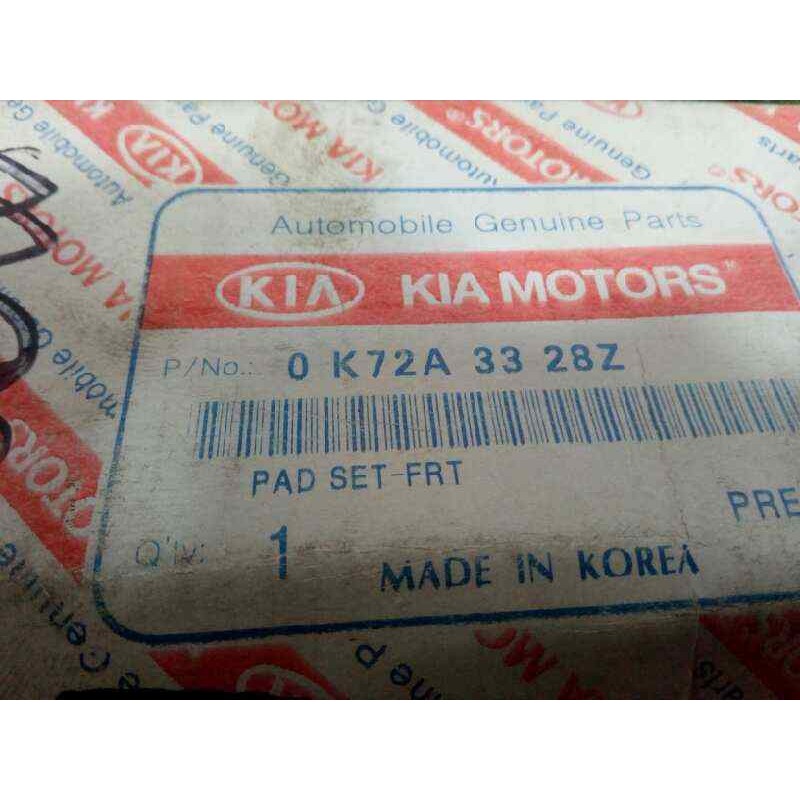 Automobile Genuine Parts
KIA KIA MOTORS™
P/No.: 0 K72A 33 28Z
PAD SET-FRT
PRE
Q'ty: 1
MADE IN KOREA